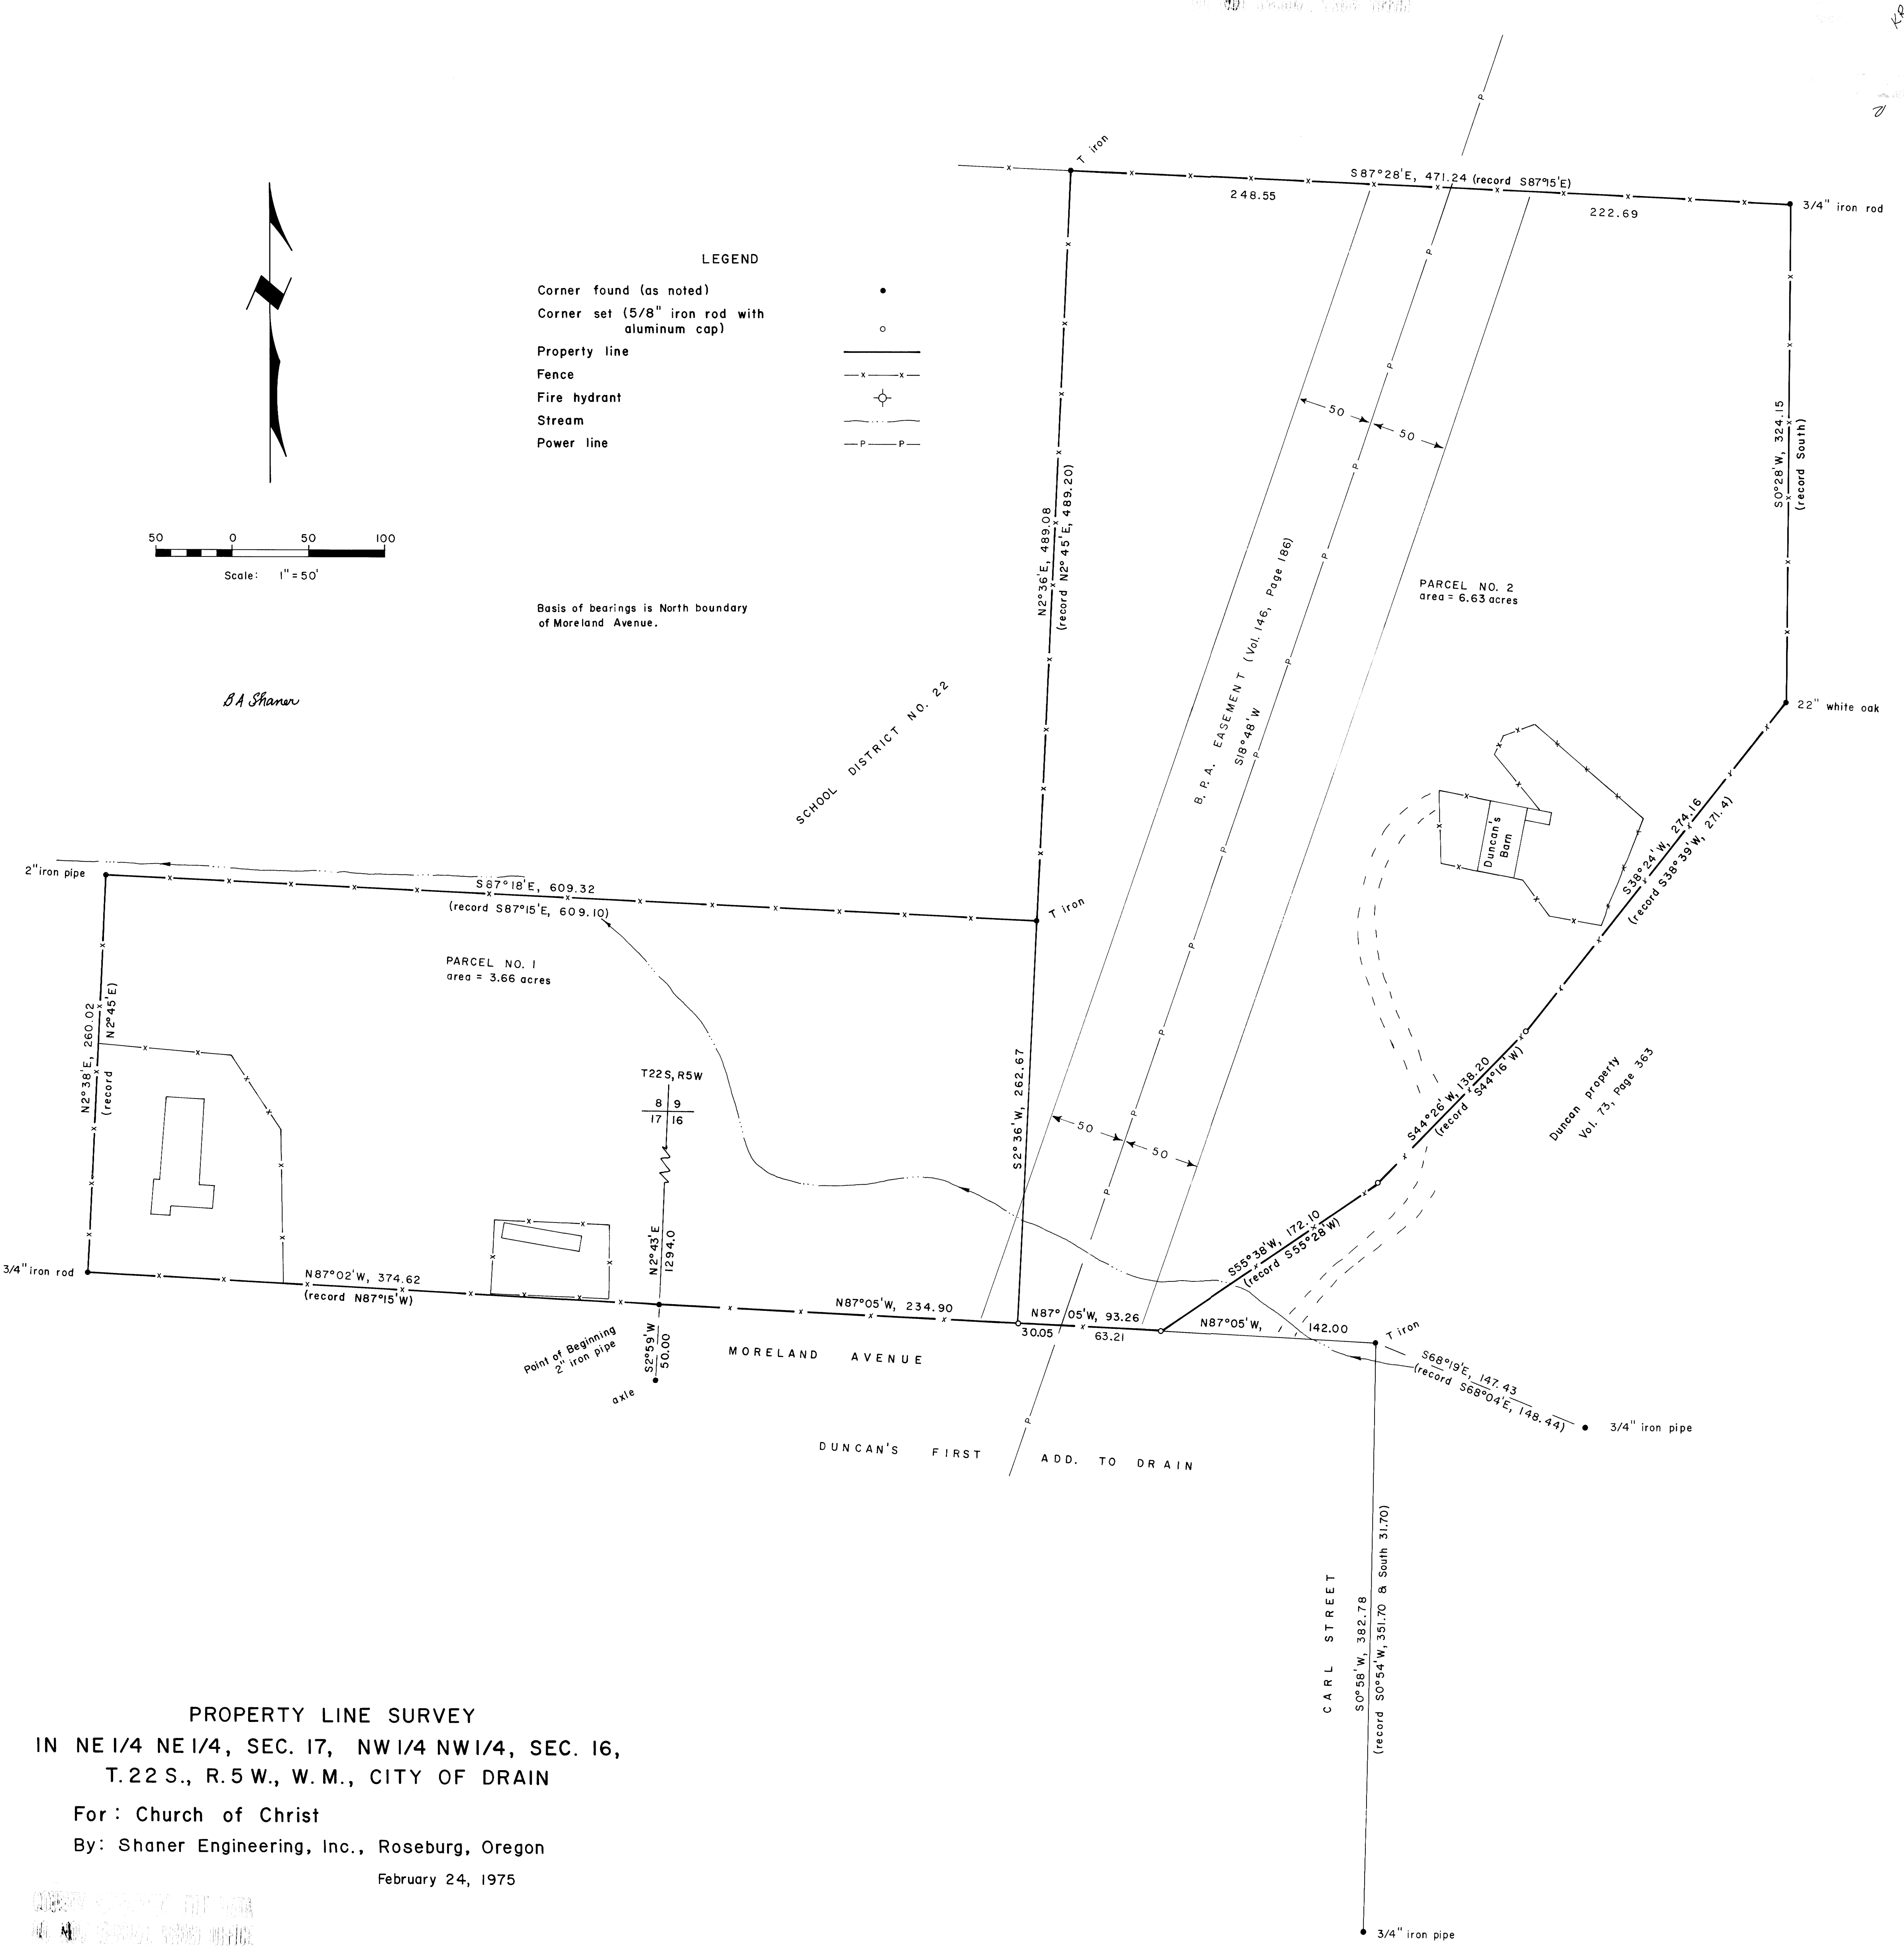 T iron
S87°28'E, 471.24 (record S87°15'E)
248.55
222.69
3/4" iron rod
LEGEND
Corner found (as noted)
Corner set (5/8" iron rod with
aluminum cap)
Property line
Fence
Fire hydrant
Stream
Power line
x x
P P
50 0 50 100
Scale: 1"=50'
Basis of bearings is North boundary
of Moreland Avenue.
BA Shaner
N2°36'E, 489.08
(record N2°45'E, 489.20)
50
50
S0°28'W, 324.15
(record South)
B.P.A. EASEMENT (Vol. 146, Page 186)
S18°48'W
PARCEL NO. 2
area = 6.63 acres
SCHOOL DISTRICT NO. 22
22" white oak
Duncan's
Barn
S38°24'W, 274.16
(record S38°39'W, 271.4)
2" iron pipe
S87°18'E, 609.32
(record S87°15'E, 609.10)
T iron
PARCEL NO. 1
area = 3.66 acres
N2°38'E, 260.02
(record N2°45'E)
T22S, R5W
8 9
17 16
N2°43'E
1294.0
S2°36'W, 262.67
50
50
S44°26'W, 138.20
(record S44°16'W)
Duncan property
Vol. 73, Page 363
S55°38'W, 172.10
(record S55°28'W)
3/4" iron rod
N87°02'W, 374.62
(record N87°15'W)
N87°05'W, 234.90
N87°05'W, 93.26
30.05
63.21
N87°05'W, 142.00
T iron
Point of Beginning
2" iron pipe
S2°59'W
50.00
axle
MORELAND AVENUE
S68°19'E, 147.43
(record S68°04'E, 148.44)
3/4" iron pipe
DUNCAN'S FIRST ADD. TO DRAIN
CARL STREET
S0°58'W, 382.78
(record S0°54'W, 351.70 & South 31.70)
3/4" iron pipe
PROPERTY LINE SURVEY
IN NE 1/4 NE 1/4, SEC. 17, NW 1/4 NW 1/4, SEC. 16,
T. 22 S., R. 5 W., W. M., CITY OF DRAIN
For: Church of Christ
By: Shaner Engineering, Inc., Roseburg, Oregon
February 24, 1975